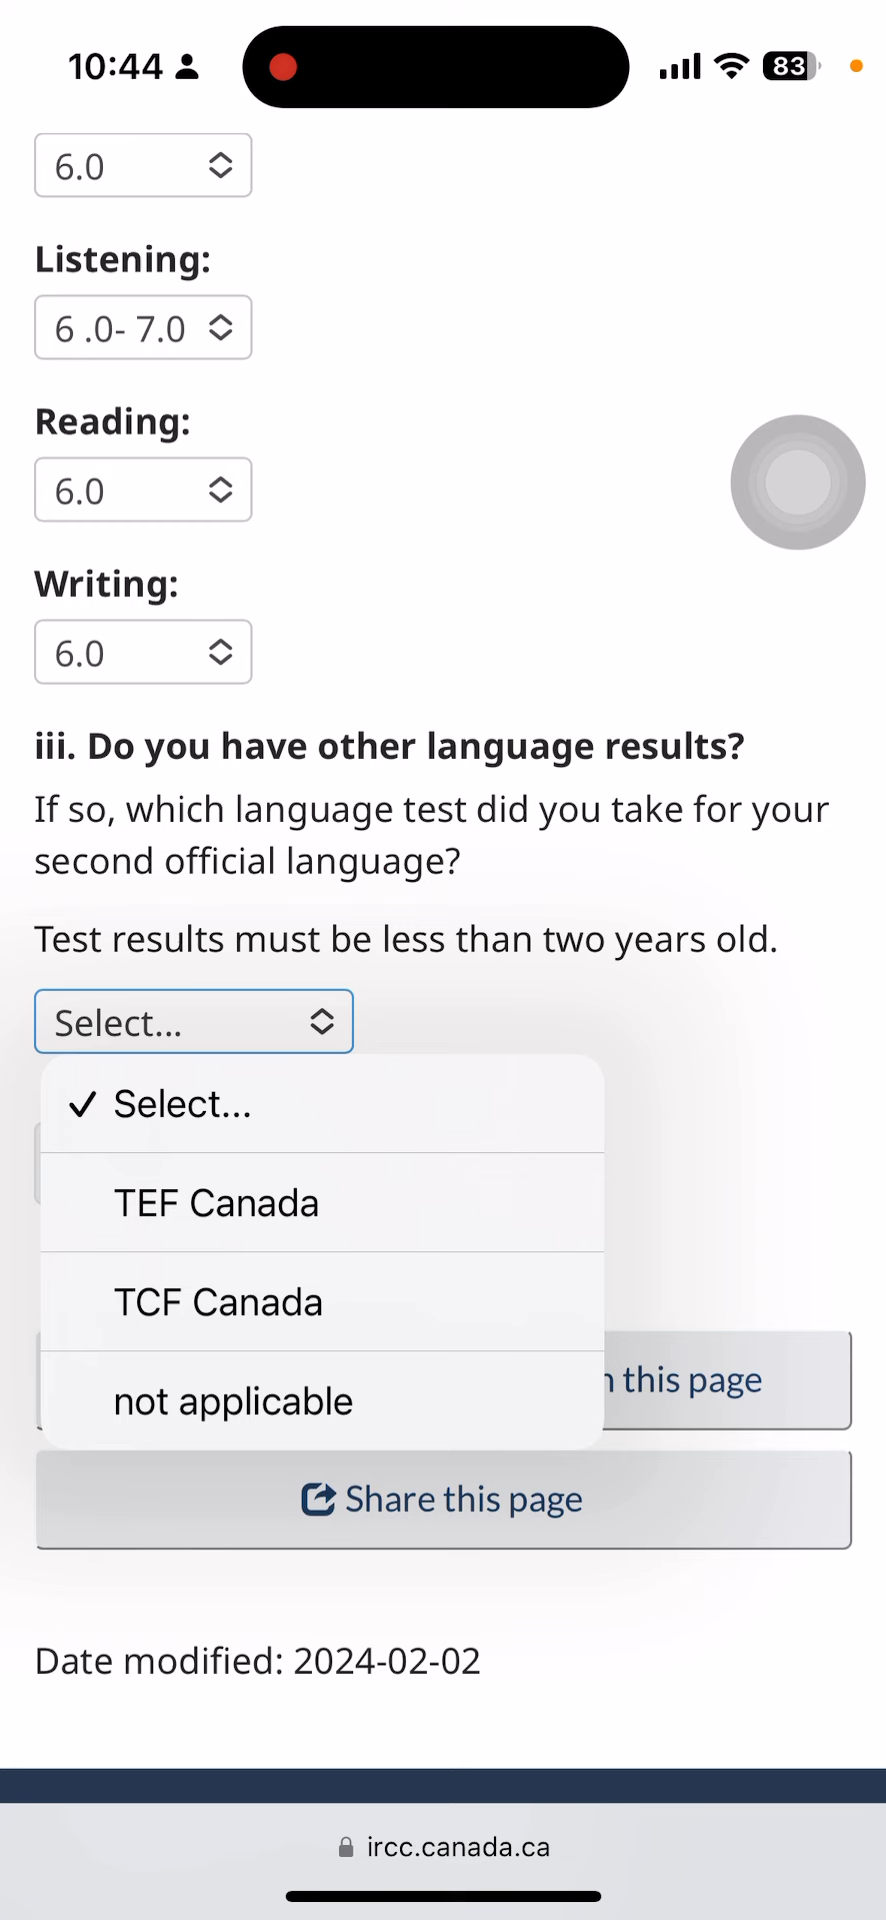 10:44
83
6.0
Listening:
6 .0- 7.0
Reading:
6.0
Writing:
6.0
iii. Do you have other language results?
If so, which language test did you take for your
second official language?
Test results must be less than two years old.
Select...
✓ Select...
TEF Canada
TCF Canada
not applicable
this page
Share this page
Date modified: 2024-02-02
ircc.canada.ca